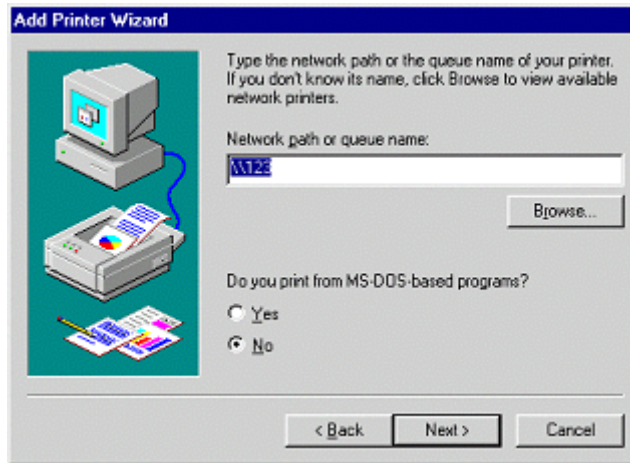 Add Printer Wizard
Type the network path or the queue name of your printer.
If you don't know its name, click Browse to view available
network printers.
Network path or queue name:
\\123
Browse...
Do you print from MS-DOS-based programs?
Yes
No
< Back
Next >
Cancel